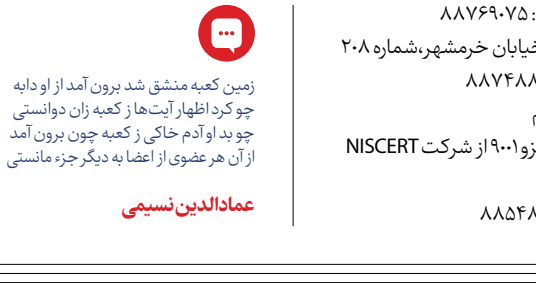 : ۸۸۷۶۹۰۷۵
خیابان خرمشهر،شماره ۲۰۸
۸۸۷۴۸۸
م
یزو۹۰۰۱ از شرکت NISCERT
۸۸۵۴۸
زمین کعبه منشق شد برون آمد از او دابه
چو کرد اظهار آیت‌ها ز کعبه زان دوانستی
چو بد او آدم خاکی ز کعبه چون برون آمد
از آن هر عضوی از اعضا به دیگر جزء مانستی
عمادالدین نسیمی